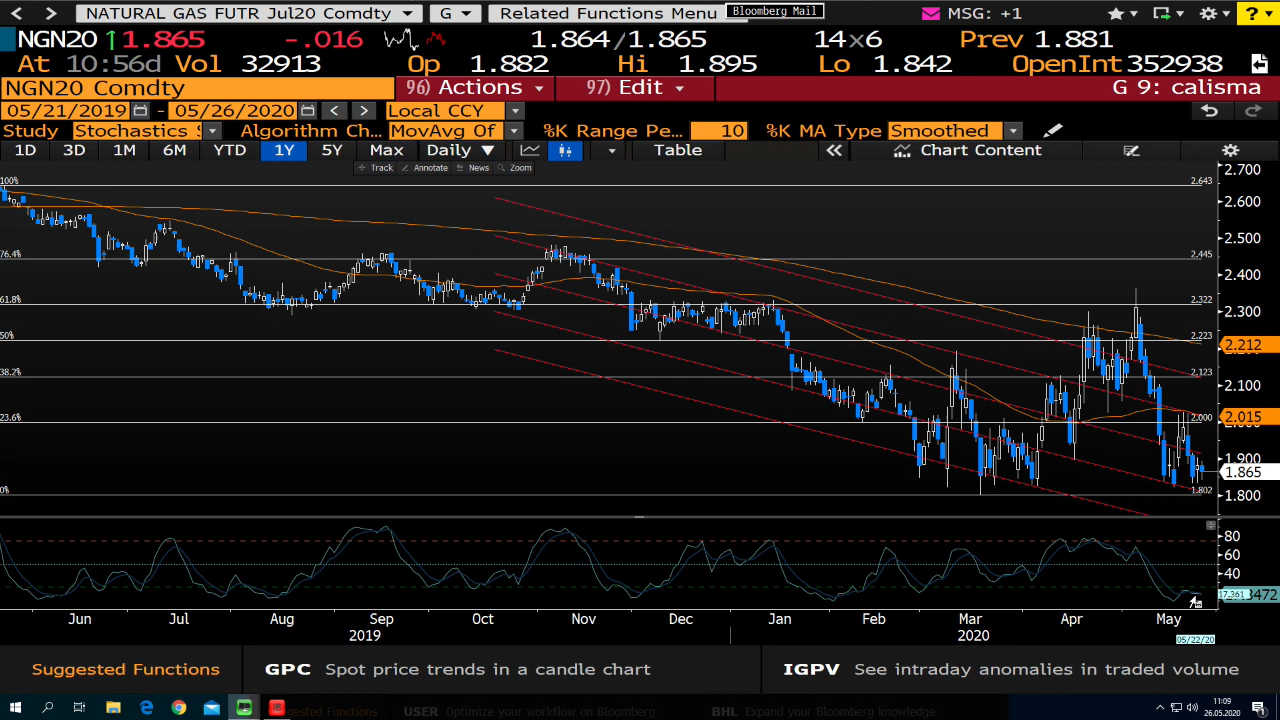 NATURAL GAS FUTR Jul20 Comdty G Related Functions Menu Bloomberg Mail MSG: +1 ?
NGN20 ↑1.865 -.016 1.864/1.865 14×6 Prev 1.881
At 10:56d Vol 32913 Op 1.882 Hi 1.895 Lo 1.842 OpenInt 352938
NGN20 Comdty 96) Actions 97) Edit G 9: calisma
05/21/2019 - 05/26/2020 Local CCY
Study Stochastics Algorithm Ch... MovAvg Of %K Range Pe... 10 %K MA Type Smoothed
1D 3D 1M 6M YTD 1Y 5Y Max Daily ▼ Table « Chart Content
Track Annotate News Zoom
2.700
100% 2.643
2.600
2.500
76.4% 2.445
2.400
61.8% 2.322
2.300
50% 2.223
2.212
38.2% 2.123
2.100
23.6% 2.000
2.015
1.900
1.865
0% 1.802
1.800
80
60
40
17.361
Jun Jul Aug Sep Oct Nov Dec Jan Feb Mar Apr May
2019 2020 05/22/20
Suggested Functions GPC Spot price trends in a candle chart IGPV See intraday anomalies in traded volume
USER Optimize your workflow on Bloomberg BHL Expand your Bloomberg knowledge
11:09
26.05.2020
1